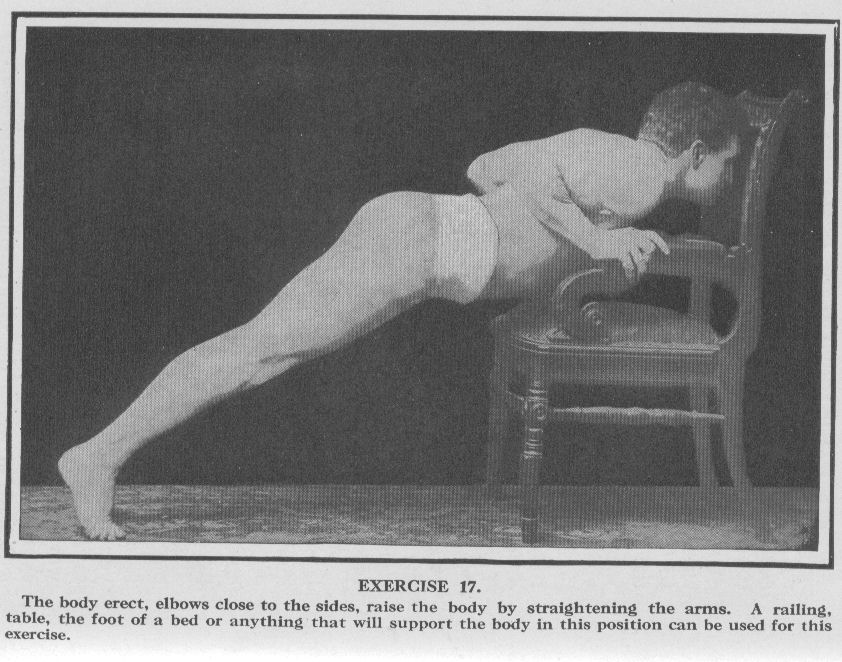 EXERCISE 17.
The body erect, elbows close to the sides, raise the body by straightening the arms. A railing,
table, the foot of a bed or anything that will support the body in this position can be used for this
exercise.